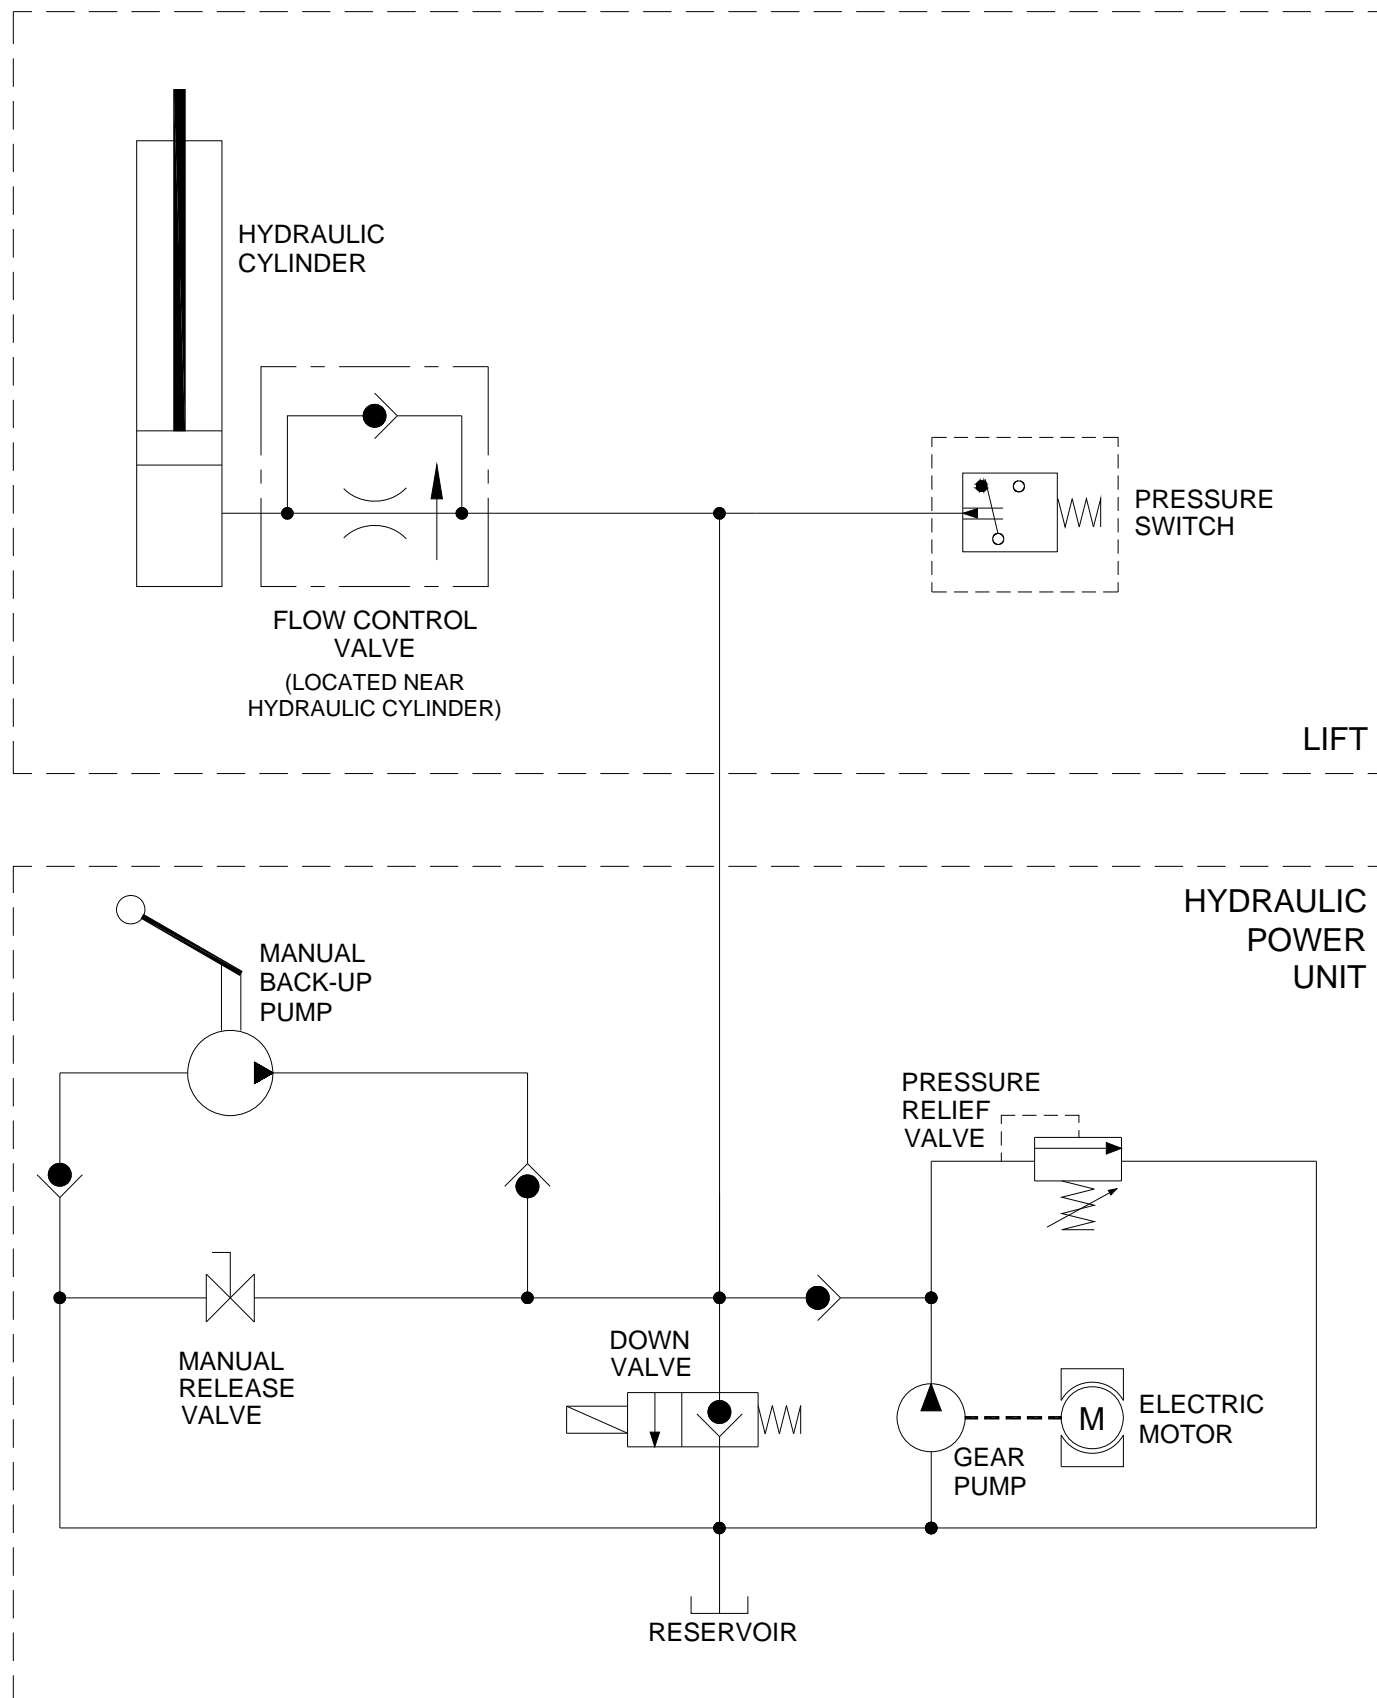 HYDRAULIC
CYLINDER
PRESSURE
SWITCH
FLOW CONTROL
VALVE
(LOCATED NEAR
HYDRAULIC CYLINDER)
LIFT
HYDRAULIC
POWER
UNIT
MANUAL
BACK-UP
PUMP
PRESSURE
RELIEF
VALVE
MANUAL
RELEASE
VALVE
DOWN
VALVE
M
ELECTRIC
MOTOR
GEAR
PUMP
RESERVOIR